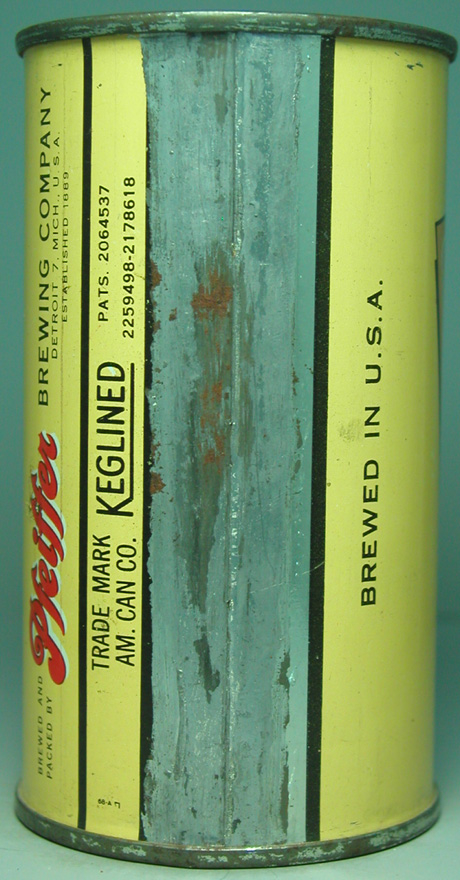 BREWED AND
PACKED BY
Pfeiffer
BREWING COMPANY
DETROIT 7, MICH., U.S.A.
ESTABLISHED 1889
TRADE MARK
AM. CAN CO.
KEGLINED
PATS. 2064537
2259498-2178618
BREWED IN U.S.A.